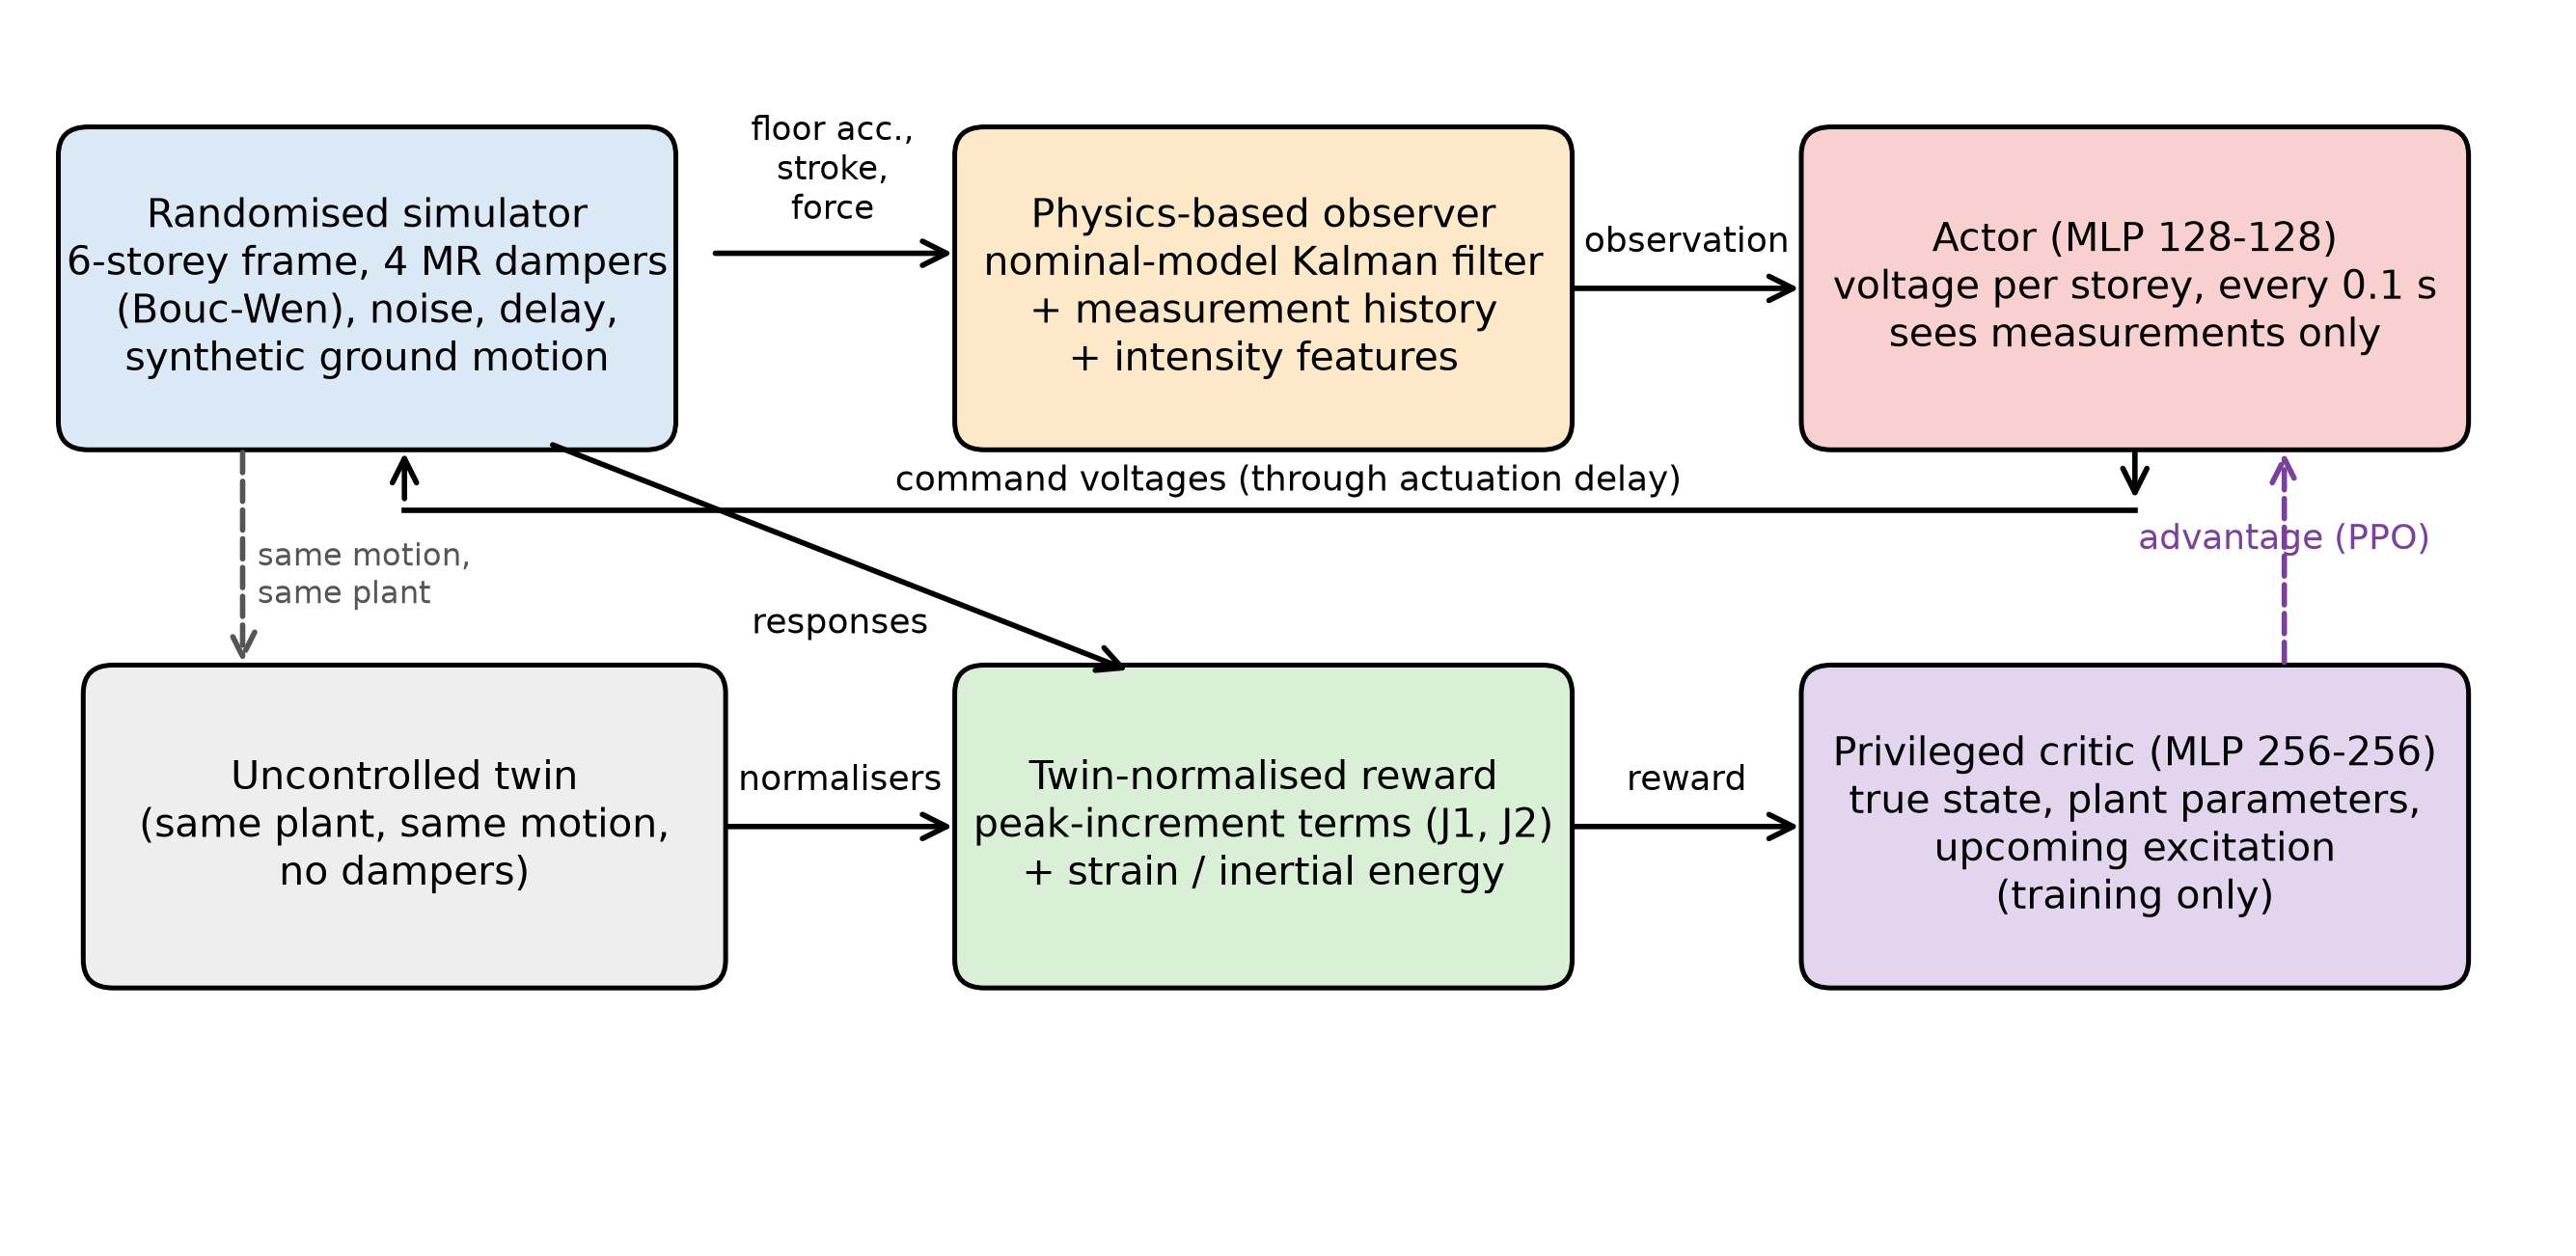 Randomised simulator
6-storey frame, 4 MR dampers
(Bouc-Wen), noise, delay,
synthetic ground motion
floor acc.,
stroke,
force
Physics-based observer
nominal-model Kalman filter
+ measurement history
+ intensity features
observation
Actor (MLP 128-128)
voltage per storey, every 0.1 s
sees measurements only
command voltages (through actuation delay)
same motion,
same plant
responses
advantage (PPO)
Uncontrolled twin
(same plant, same motion,
no dampers)
normalisers
Twin-normalised reward
peak-increment terms (J1, J2)
+ strain / inertial energy
reward
Privileged critic (MLP 256-256)
true state, plant parameters,
upcoming excitation
(training only)